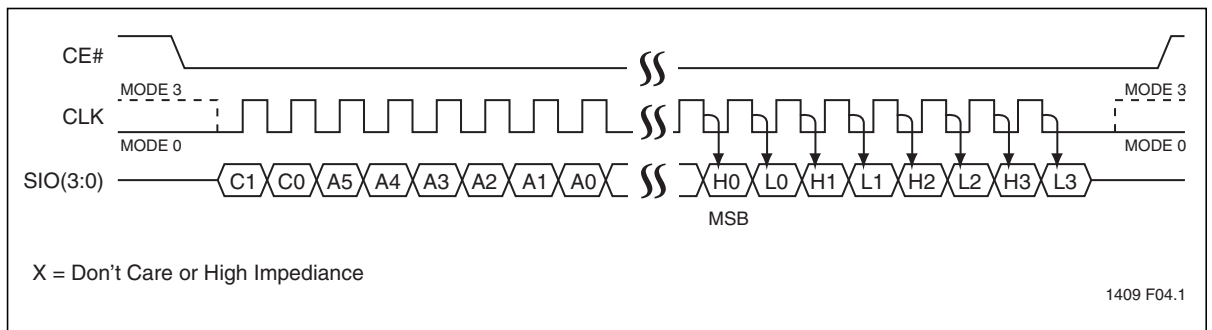 CE#
MODE 3
MODE 3
CLK
MODE 0
MODE 0
SIO(3:0)
C1 C0 A5 A4 A3 A2 A1 A0 H0 L0 H1 L1 H2 L2 H3 L3
MSB
X = Don't Care or High Impediance
1409 F04.1